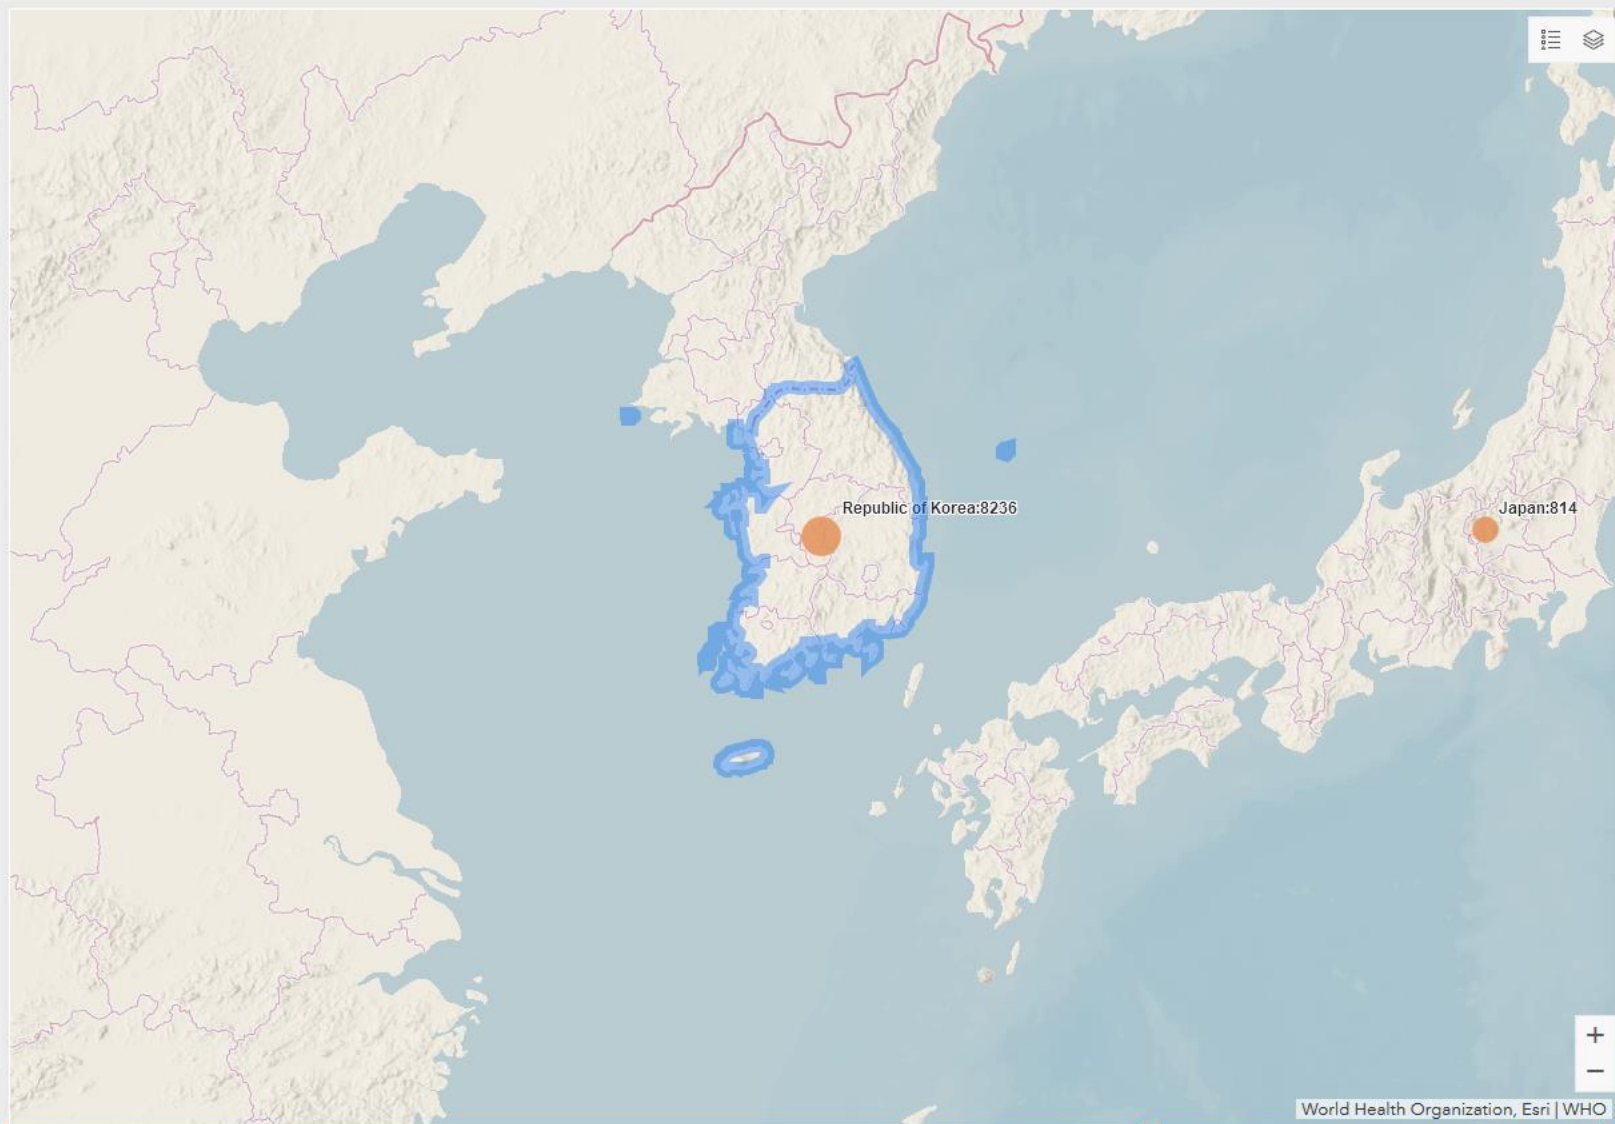 Republic of Korea:8236
Japan:814
+
−
World Health Organization, Esri | WHO